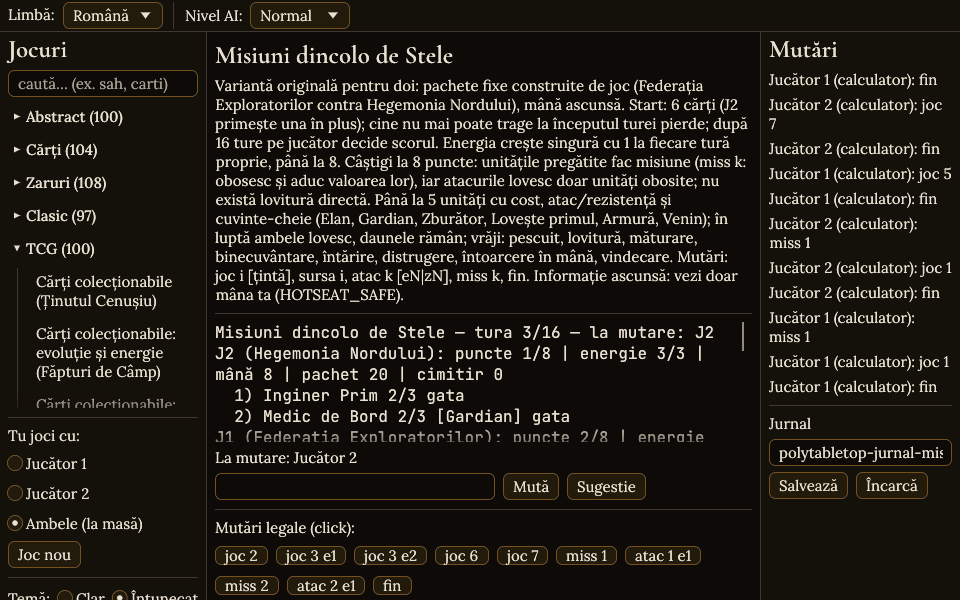 Limbă: Română Nivel AI: Normal
Jocuri
caută... (ex. sah, carti)
Abstract (100)
Cărți (104)
Zaruri (108)
Clasic (97)
TCG (100)
Cărți colecționabile
(Ținutul Cenușiu)
Cărți colecționabile:
evoluție și energie
(Făpturi de Câmp)
Cărți colecționabile:
Tu joci cu:
Jucător 1
Jucător 2
Ambele (la masă)
Joc nou
Temă: Clar Întunecat
Misiuni dincolo de Stele
Variantă originală pentru doi: pachete fixe construite de joc (Federația
Exploratorilor contra Hegemonia Nordului), mână ascunsă. Start: 6 cărți (J2
primește una în plus); cine nu mai poate trage la începutul turei pierde; după
16 ture pe jucător decide scorul. Energia crește singură cu 1 la fiecare tură
proprie, până la 8. Câștigi la 8 puncte: unitățile pregătite fac misiune (miss k:
obosesc și aduc valoarea lor), iar atacurile lovesc doar unități obosite; nu
există lovitură directă. Până la 5 unități cu cost, atac/rezistență și
cuvinte-cheie (Elan, Gardian, Zburător, Lovește primul, Armură, Venin); în
luptă ambele lovesc, daunele rămân; vrăji: pescuit, lovitură, măturare,
binecuvântare, întărire, distrugere, întoarcere în mână, vindecare. Mutări:
joc i [țintă], sursa i, atac k [eN|zN], miss k, fin. Informație ascunsă: vezi doar
mâna ta (HOTSEAT_SAFE).
Misiuni dincolo de Stele — tura 3/16 — la mutare: J2
J2 (Hegemonia Nordului): puncte 1/8 | energie 3/3 |
mână 8 | pachet 20 | cimitir 0
1) Inginer Prim 2/3 gata
2) Medic de Bord 2/3 [Gardian] gata
J1 (Federația Exploratorilor): puncte 2/8 | energie
La mutare: Jucător 2
Mută Sugestie
Mutări legale (click):
joc 2 joc 3 e1 joc 3 e2 joc 6 joc 7 miss 1 atac 1 e1
miss 2 atac 2 e1 fin
Mutări
Jucător 1 (calculator): fin
Jucător 2 (calculator): joc
7
Jucător 2 (calculator): fin
Jucător 1 (calculator): joc 5
Jucător 1 (calculator): fin
Jucător 2 (calculator):
miss 1
Jucător 2 (calculator): joc 1
Jucător 2 (calculator): fin
Jucător 1 (calculator):
miss 1
Jucător 1 (calculator): joc 1
Jucător 1 (calculator): fin
Jurnal
polytabletop-jurnal-mis
Salvează Încarcă